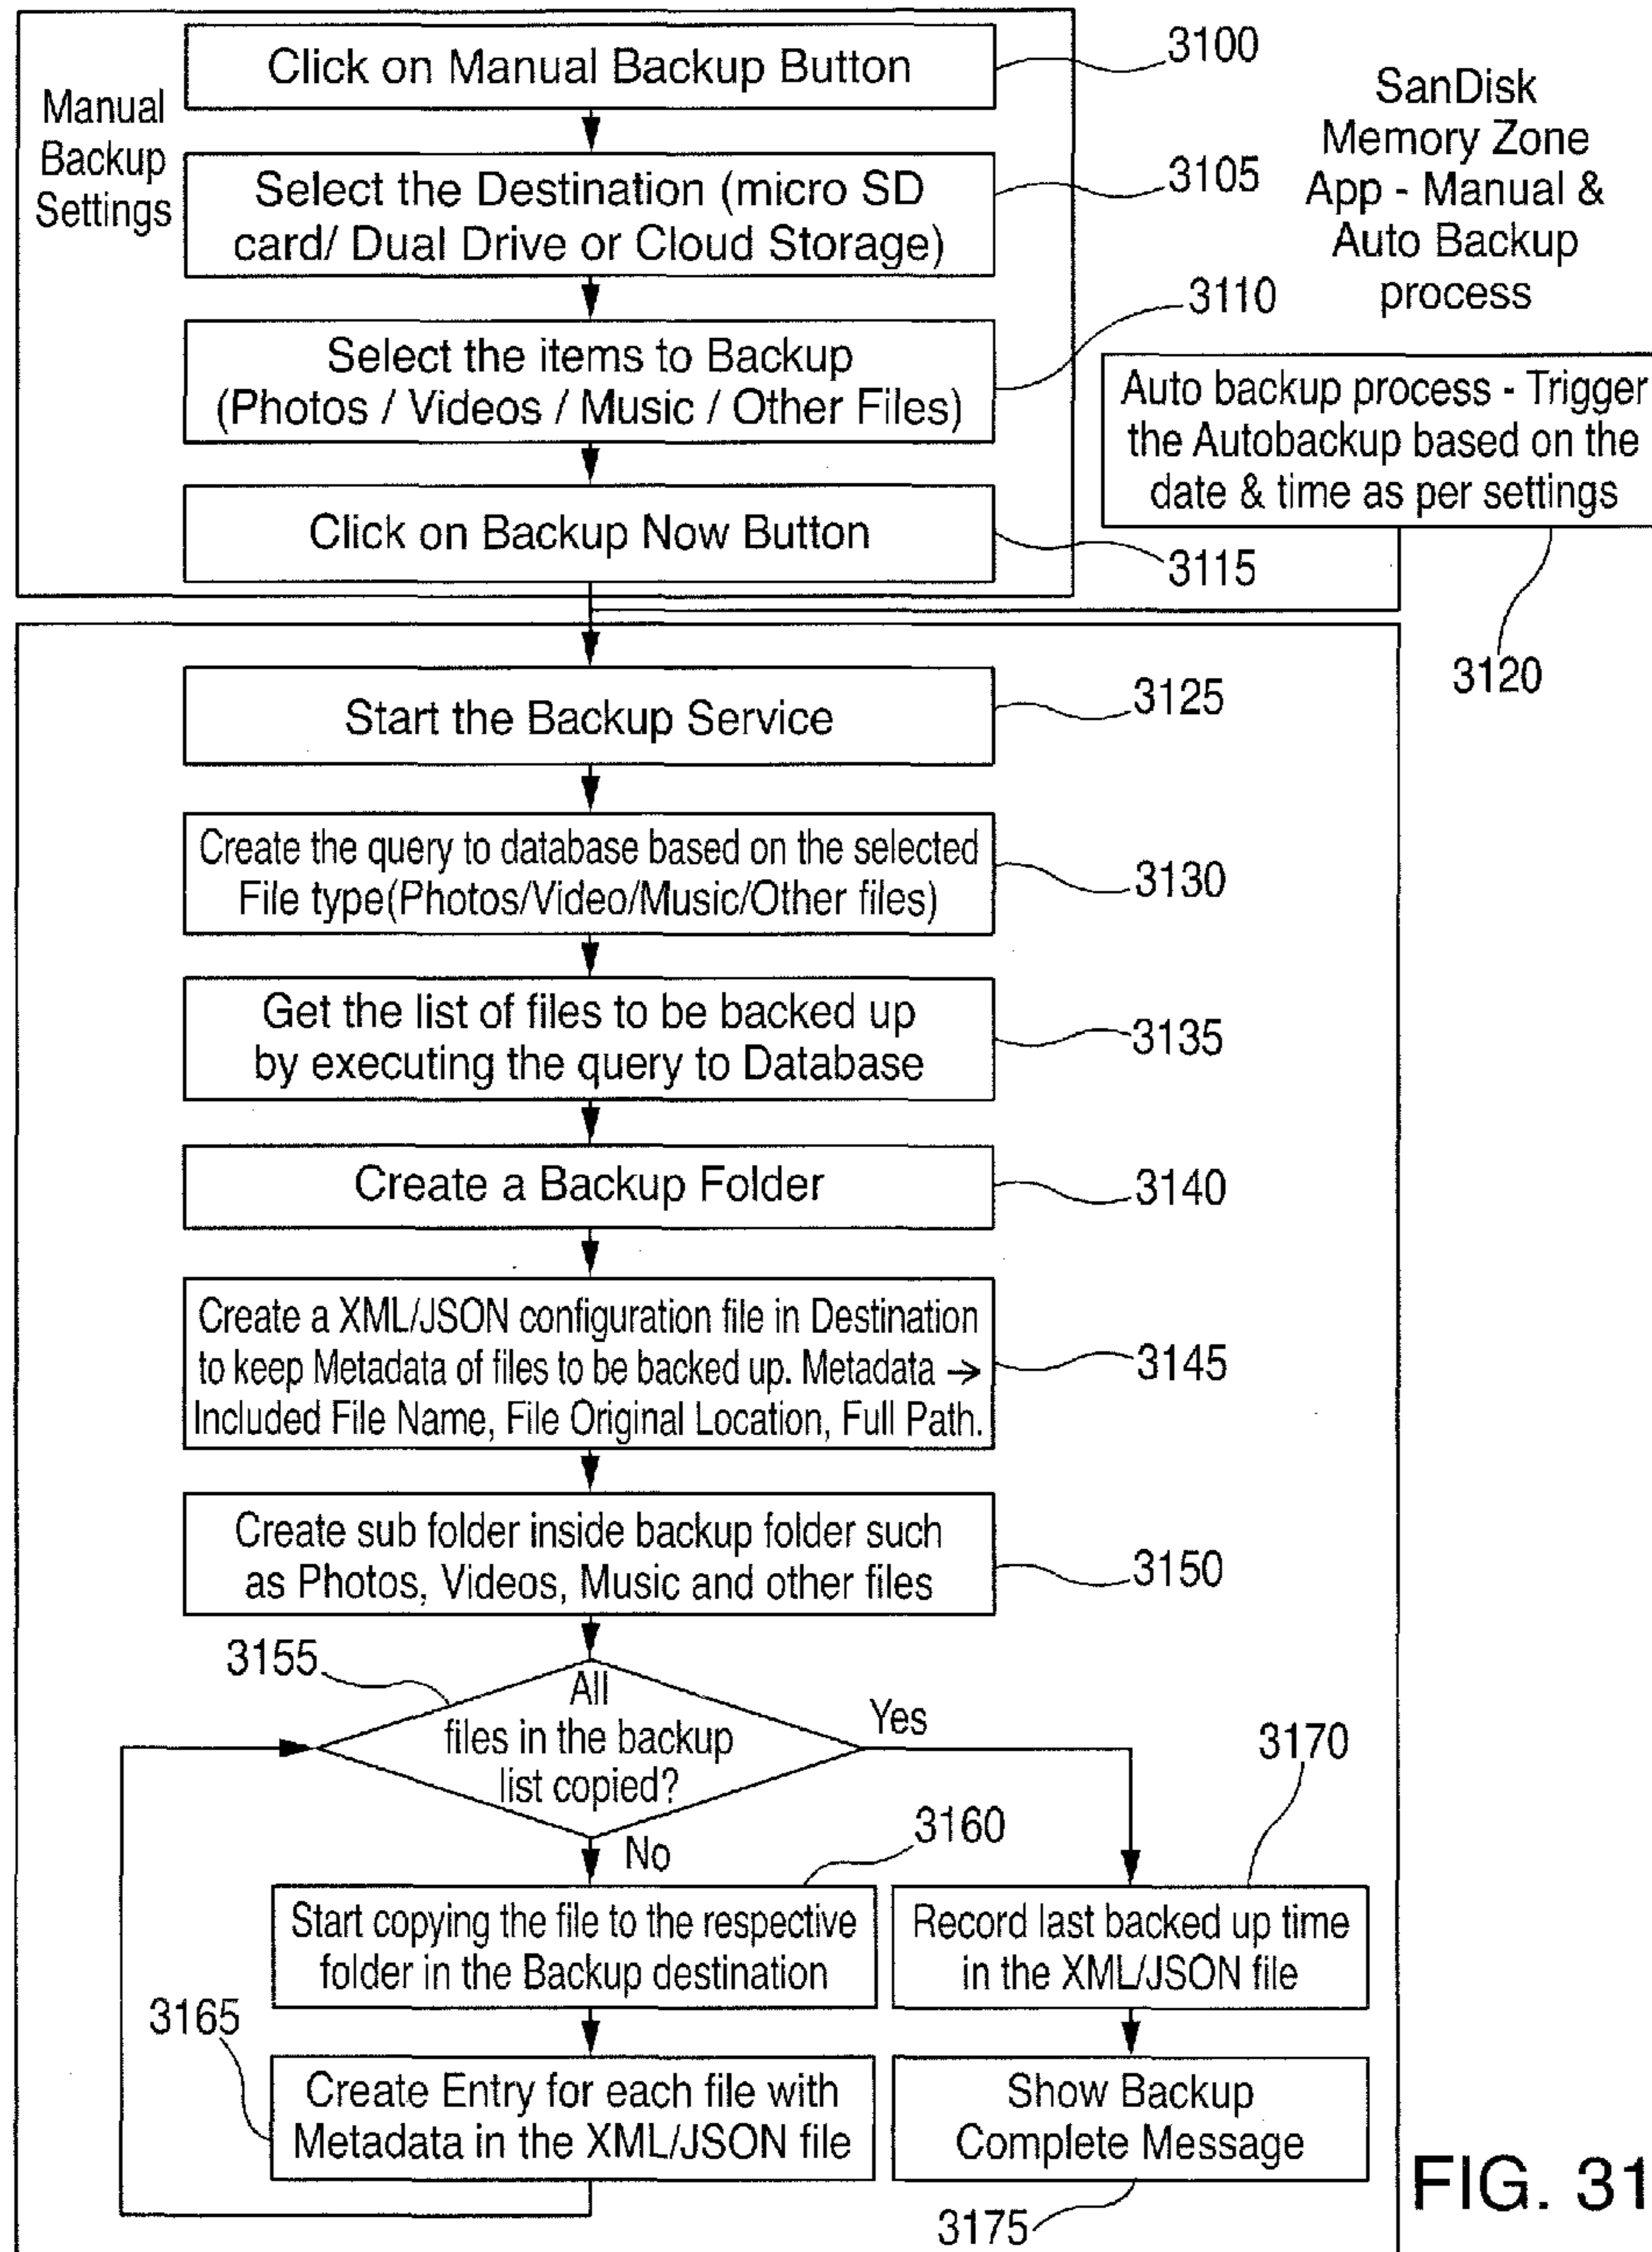 Manual
Backup
Settings
Click on Manual Backup Button
3100
Select the Destination (micro SD
card/ Dual Drive or Cloud Storage)
3105
Select the items to Backup
(Photos / Videos / Music / Other Files)
3110
Click on Backup Now Button
3115
SanDisk
Memory Zone
App - Manual &
Auto Backup
process
Auto backup process - Trigger
the Autobackup based on the
date & time as per settings
3120
Start the Backup Service
3125
Create the query to database based on the selected
File type(Photos/Video/Music/Other files)
3130
Get the list of files to be backed up
by executing the query to Database
3135
Create a Backup Folder
3140
Create a XML/JSON configuration file in Destination
to keep Metadata of files to be backed up. Metadata →
Included File Name, File Original Location, Full Path.
3145
Create sub folder inside backup folder such
as Photos, Videos, Music and other files
3150
3155
All
files in the backup
list copied?
Yes
No
3160
Start copying the file to the respective
folder in the Backup destination
3165
Create Entry for each file with
Metadata in the XML/JSON file
3170
Record last backed up time
in the XML/JSON file
Show Backup
Complete Message
3175
FIG. 31